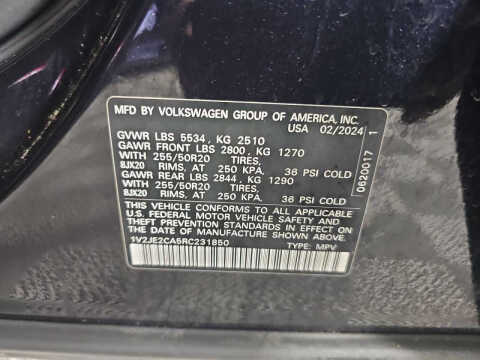 MFD BY VOLKSWAGEN GROUP OF AMERICA, INC.
USA 02/2024
GVWR LBS 5534 , KG 2510
GAWR FRONT LBS 2800 , KG 1270
WITH 255/50R20 TIRES,
8JX20 RIMS, AT 250 KPA. 36 PSI COLD
GAWR REAR LBS 2844, KG 1290
WITH 255/50R20 TIRES,
8JX20 RIMS, AT 250 KPA. 36 PSI COLD
THIS VEHICLE CONFORMS TO ALL APPLICABLE
U.S. FEDERAL MOTOR VEHICLE SAFETY AND
THEFT PREVENTION STANDARDS IN EFFECT ON THE
DATE OF MANUFACTURE SHOWN ABOVE.
1V2JE2CA5RC231850 TYPE: MPV
0620017 1